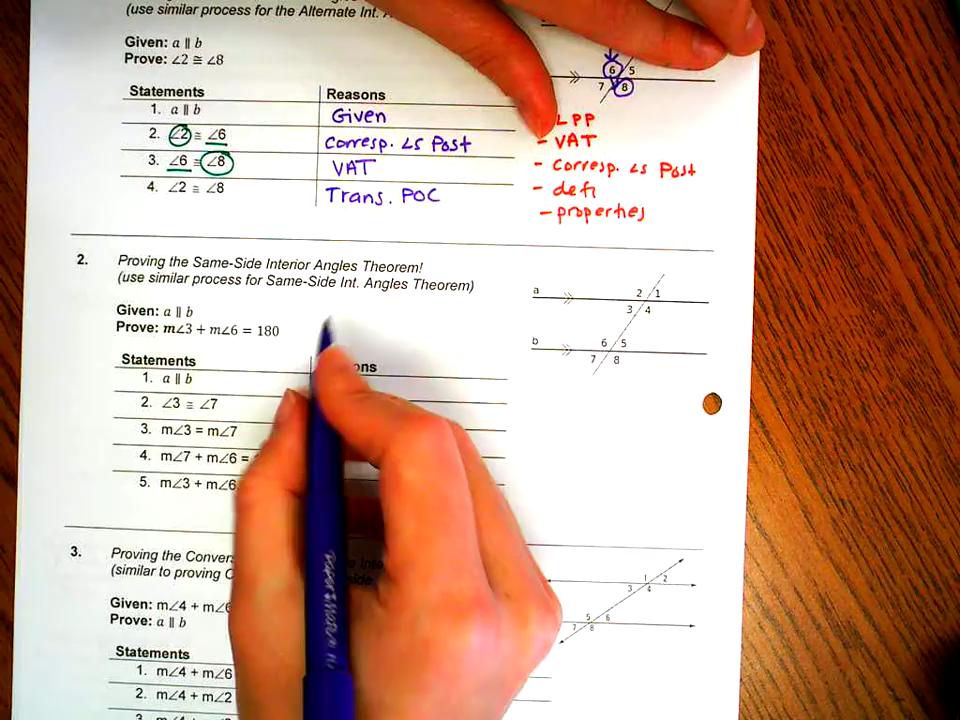 (use similar process for the Alternate Int.
Given: a ∥ b
Prove: ∠2 ≅ ∠8
Statements Reasons
1. a ∥ b Given
2. ∠2 ≅ ∠6 Corresp. ∠s Post
3. ∠6 ≅ ∠8 VAT
4. ∠2 ≅ ∠8 Trans. POC
6 5
7 8
LPP
- VAT
- Corresp. ∠s Post
- defn
- properties
2. Proving the Same-Side Interior Angles Theorem!
(use similar process for Same-Side Int. Angles Theorem)
Given: a ∥ b
Prove: m∠3 + m∠6 = 180
Statements
1. a ∥ b
2. ∠3 ≅ ∠7
3. m∠3 = m∠7
4. m∠7 + m∠6 =
5. m∠3 + m∠6
a 2 1
3 4
b 6 5
7 8
3. Proving the
(similar to proving
Given: m∠4 + m∠6
Prove: a ∥ b
Statements
1. m∠4 + m∠6
2. m∠4 + m∠2
3.
1 2
3 4
5 6
7 8